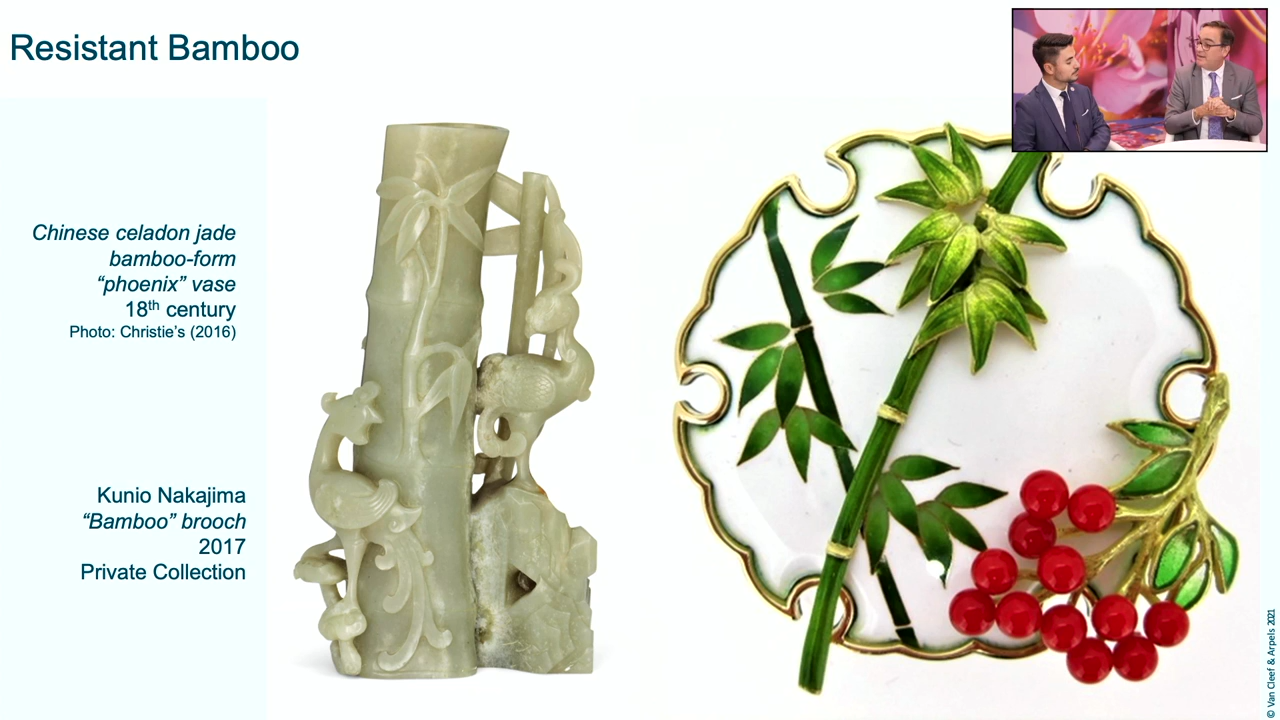 Resistant Bamboo
Chinese celadon jade
bamboo-form
“phoenix” vase
18th century
Photo: Christie’s (2016)
Kunio Nakajima
“Bamboo” brooch
2017
Private Collection
© Van Cleef & Arpels 2021